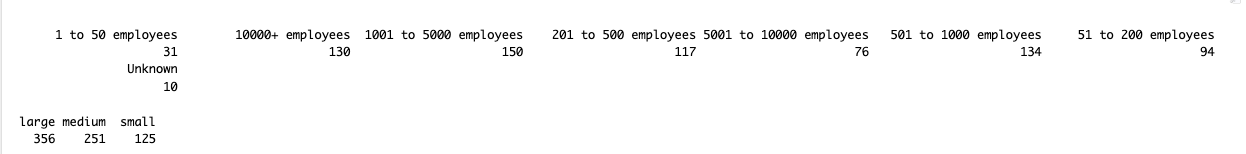 1 to 50 employees 10000+ employees 1001 to 5000 employees 201 to 500 employees 5001 to 10000 employees 501 to 1000 employees 51 to 200 employees
31 130 150 117 76 134 94
Unknown
10
large medium small
356 251 125